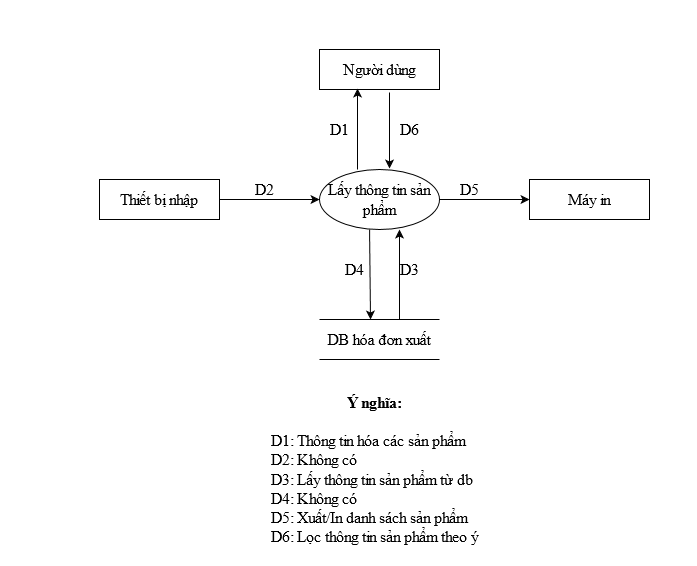 Người dùng
D1
D6
Thiết bị nhập
D2
Lấy thông tin sản
phẩm
D5
Máy in
D4
D3
DB hóa đơn xuất
Ý nghĩa:
D1: Thông tin hóa các sản phẩm
D2: Không có
D3: Lấy thông tin sản phẩm từ db
D4: Không có
D5: Xuất/In danh sách sản phẩm
D6: Lọc thông tin sản phẩm theo ý